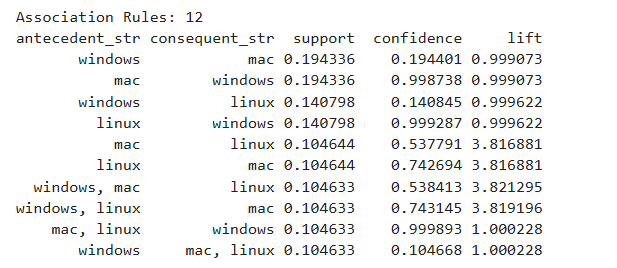 Association Rules: 12
antecedent_str consequent_str support confidence lift
windows mac 0.194336 0.194401 0.999073
mac windows 0.194336 0.998738 0.999073
windows linux 0.140798 0.140845 0.999622
linux windows 0.140798 0.999287 0.999622
mac linux 0.104644 0.537791 3.816881
linux mac 0.104644 0.742694 3.816881
windows, mac linux 0.104633 0.538413 3.821295
windows, linux mac 0.104633 0.743145 3.819196
mac, linux windows 0.104633 0.999893 1.000228
windows mac, linux 0.104633 0.104668 1.000228